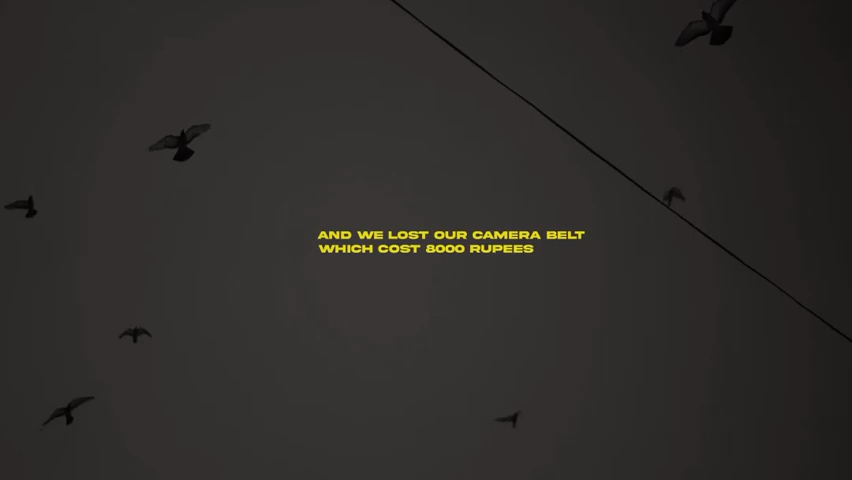 AND WE LOST OUR CAMERA BELT
WHICH COST 8000 RUPEES